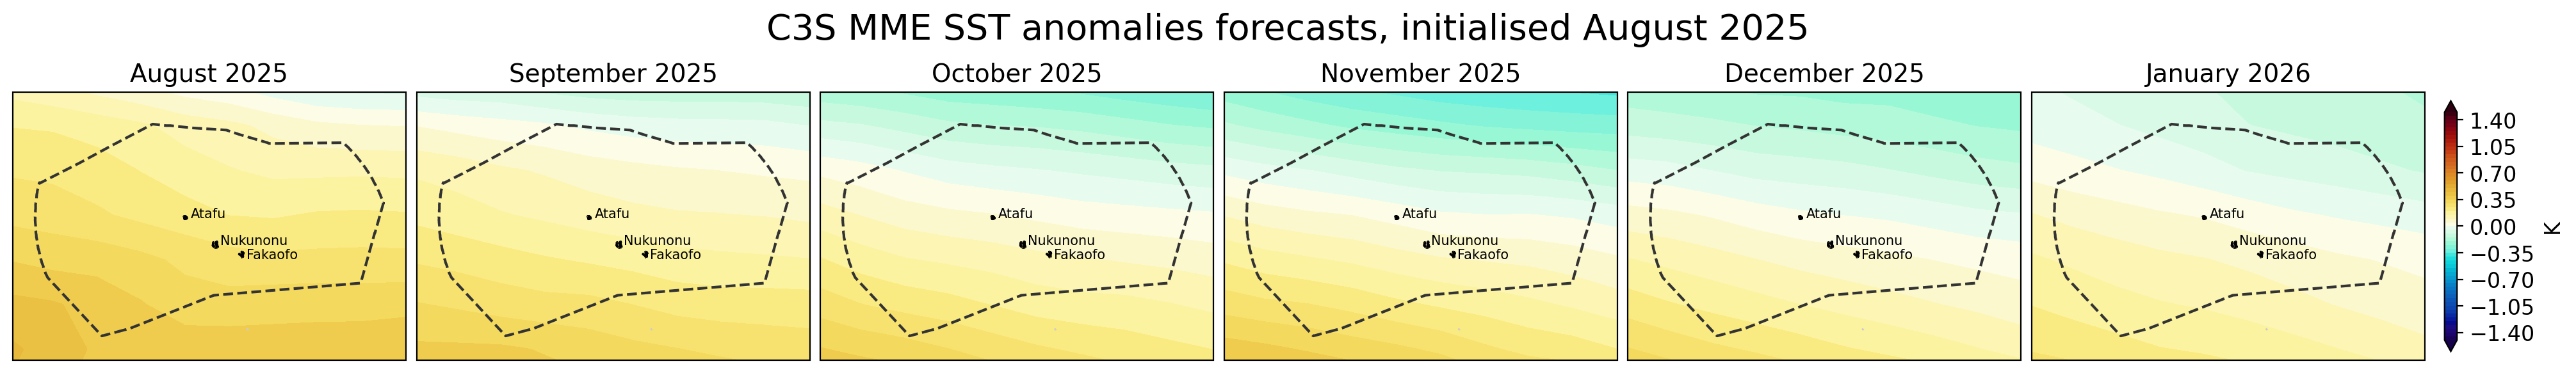 C3S MME SST anomalies forecasts, initialised August 2025
August 2025
Atafu
Nukunonu
Fakaofo
September 2025
Atafu
Nukunonu
Fakaofo
October 2025
Atafu
Nukunonu
Fakaofo
November 2025
Atafu
Nukunonu
Fakaofo
December 2025
Atafu
Nukunonu
Fakaofo
January 2026
Atafu
Nukunonu
Fakaofo
1.40
1.05
0.70
0.35
0.00
−0.35
−0.70
−1.05
−1.40
K